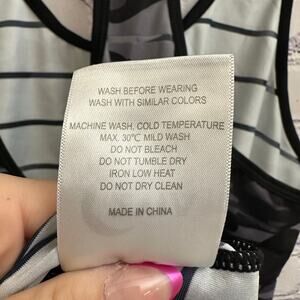 WASH BEFORE WEARING
WASH WITH SIMILAR COLORS
MACHINE WASH, COLD TEMPERATURE
MAX. 30℃ MILD WASH
DO NOT BLEACH
DO NOT TUMBLE DRY
IRON LOW HEAT
DO NOT DRY CLEAN
MADE IN CHINA